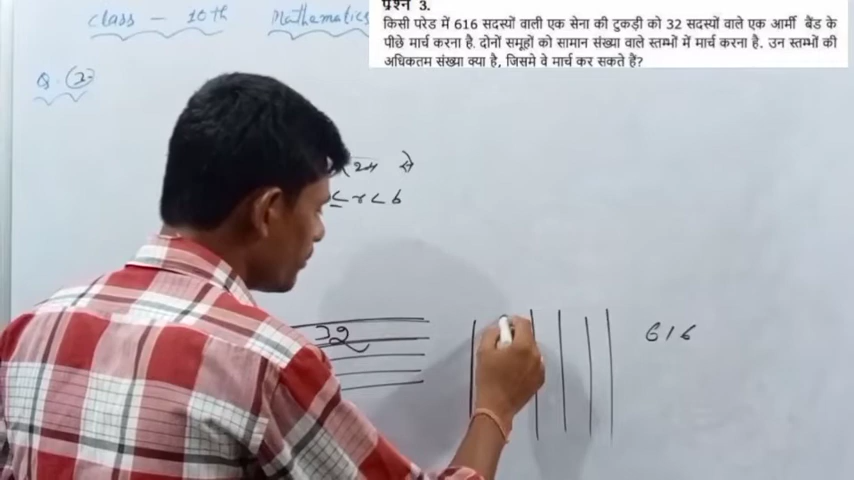 Class - 10th Mathematics
प्रश्न 3.
किसी परेड में 616 सदस्यों वाली एक सेना की टुकड़ी को 32 सदस्यों वाले एक आर्मी बैंड के
पीछे मार्च करना है. दोनों समूहों को सामान संख्या वाले स्तम्भों में मार्च करना है. उन स्तम्भों की
अधिकतम संख्या क्या है, जिसमे वे मार्च कर सकते हैं?
से
≤ r < b
32
616